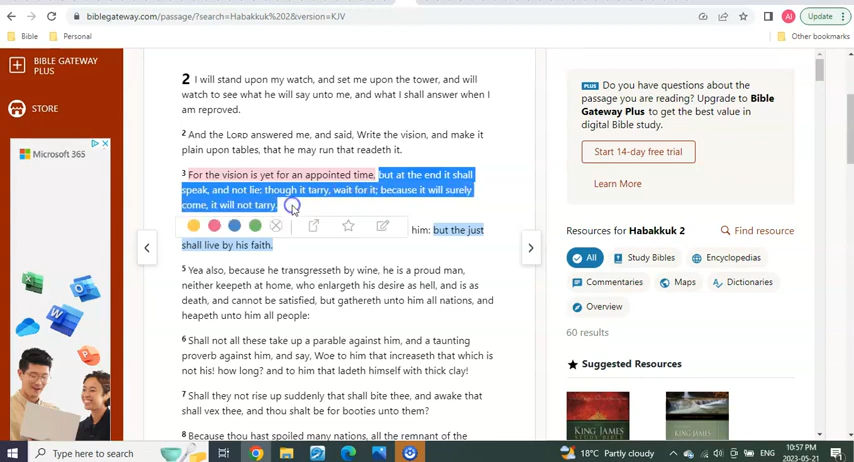 biblegateway.com/passage/?search=Habakkuk%202&version=KJV
AI
Update
Bible
Personal
Other bookmarks
BIBLE GATEWAY
PLUS
STORE
Microsoft 365
2 I will stand upon my watch, and set me upon the tower, and will
watch to see what he will say unto me, and what I shall answer when I
am reproved.
2 And the LORD answered me, and said, Write the vision, and make it
plain upon tables, that he may run that readeth it.
3 For the vision is yet for an appointed time, but at the end it shall
speak, and not lie: though it tarry, wait for it; because it will surely
come, it will not tarry.
him: but the just
shall live by his faith.
5 Yea also, because he transgresseth by wine, he is a proud man,
neither keepeth at home, who enlargeth his desire as hell, and is as
death, and cannot be satisfied, but gathereth unto him all nations, and
heapeth unto him all people:
6 Shall not all these take up a parable against him, and a taunting
proverb against him, and say, Woe to him that increaseth that which is
not his! how long? and to him that ladeth himself with thick clay!
7 Shall they not rise up suddenly that shall bite thee, and awake that
shall vex thee, and thou shalt be for booties unto them?
8 Because thou hast spoiled many nations, all the remnant of the
PLUS Do you have questions about the
passage you are reading? Upgrade to Bible
Gateway Plus to get the best value in
digital Bible study.
Start 14-day free trial
Learn More
Resources for Habakkuk 2
Find resource
All
Study Bibles
Encyclopedias
Commentaries
Maps
Dictionaries
Overview
60 results
Suggested Resources
KING JAMES
KING JAMES
Type here to search
18°C Partly cloudy
ENG
10:57 PM
2023-05-21